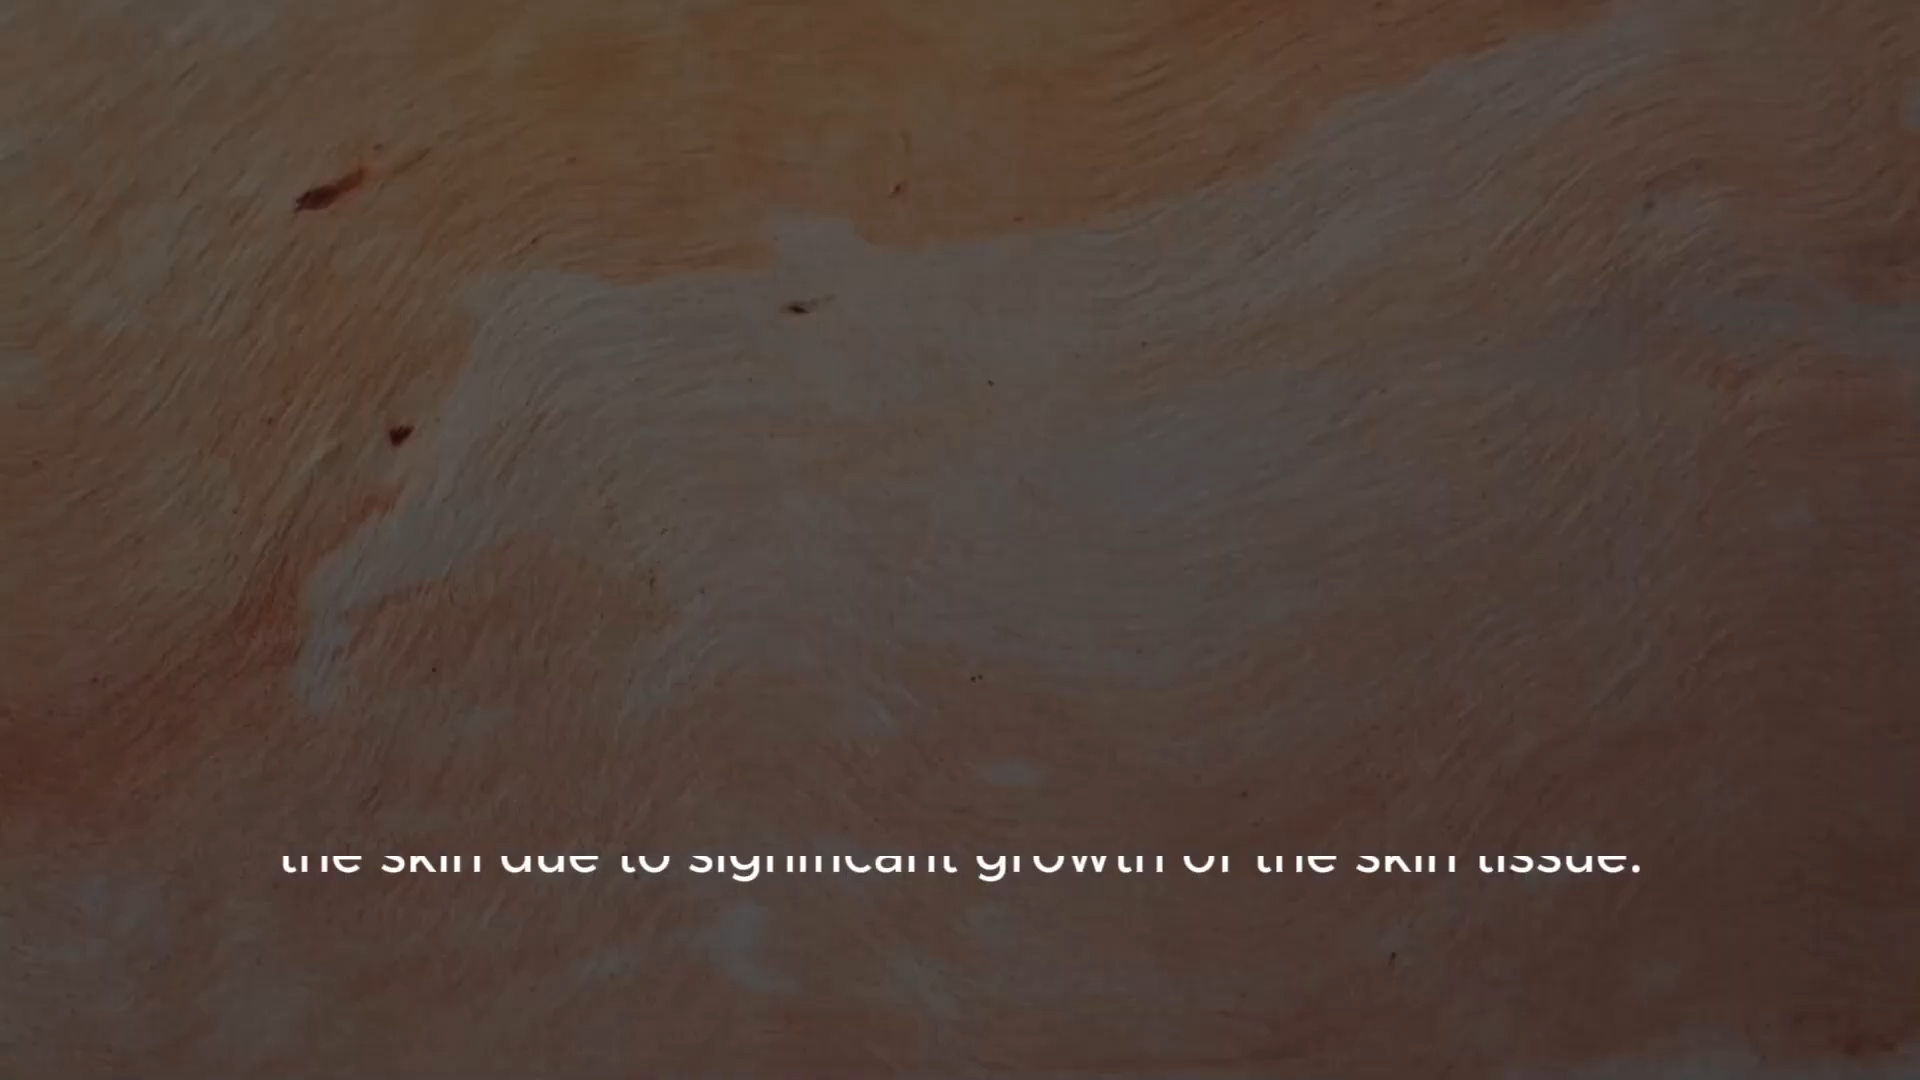 the skin due to significant growth of the skin tissue.